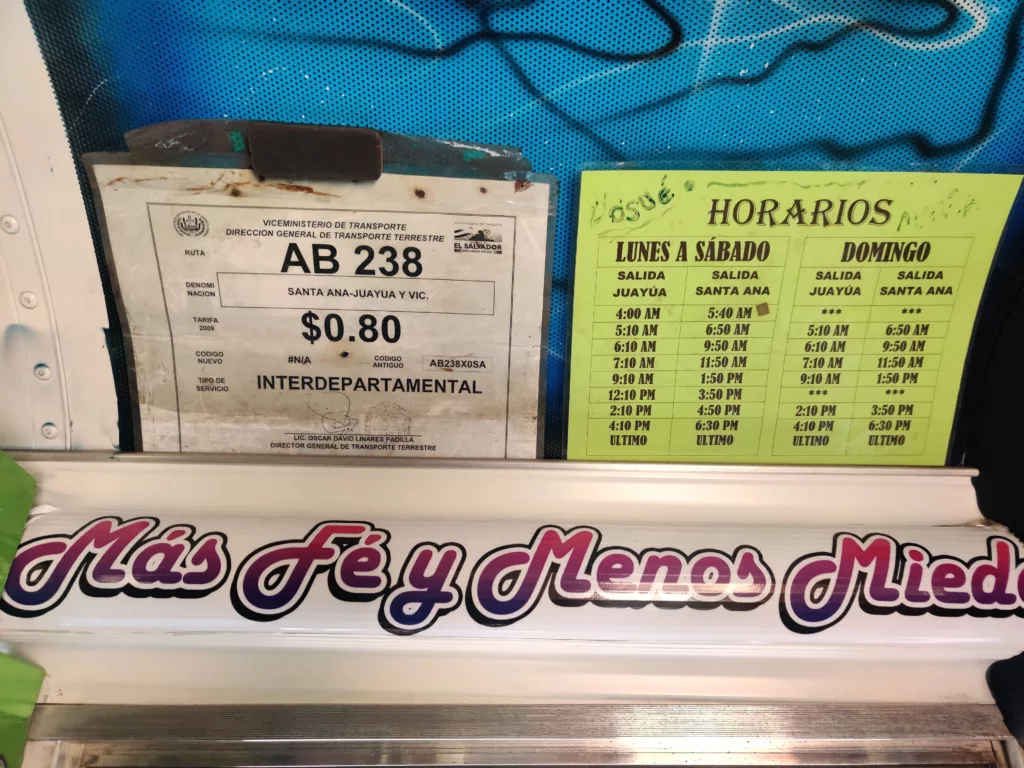 VICEMINISTERIO DE TRANSPORTE
DIRECCION GENERAL DE TRANSPORTE TERRESTRE
EL SALVADOR
RUTA
AB 238
DENOMI
NACION
SANTA ANA-JUAYUA Y VIC.
TARIFA
2009
$0.80
CODIGO
NUEVO
#N/A
CODIGO
ANTIGUO
AB238X0SA
TIPO DE
SERVICIO
INTERDEPARTAMENTAL
LIC. OSCAR DAVID LINARES PADILLA
DIRECTOR GENERAL DE TRANSPORTE TERRESTRE
OSUÉ
HORARIOS
LUNES A SÁBADO DOMINGO
SALIDA SALIDA SALIDA SALIDA
JUAYÚA SANTA ANA JUAYÚA SANTA ANA
4:00 AM 5:40 AM *** ***
5:10 AM 6:50 AM 5:10 AM 6:50 AM
6:10 AM 9:50 AM 6:10 AM 9:50 AM
7:10 AM 11:50 AM 7:10 AM 11:50 AM
9:10 AM 1:50 PM 9:10 AM 1:50 PM
12:10 PM 3:50 PM *** ***
2:10 PM 4:50 PM 2:10 PM 3:50 PM
4:10 PM 6:30 PM 4:10 PM 6:30 PM
ULTIMO ULTIMO ULTIMO ULTIMO
Más Fé y Menos Miedo